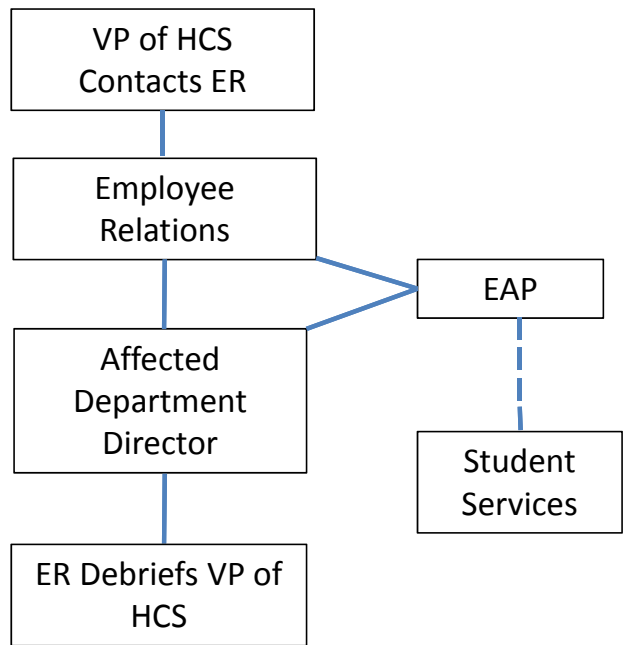 VP of HCS
Contacts ER
Employee
Relations
EAP
Affected
Department
Director
Student
Services
ER Debriefs VP of
HCS